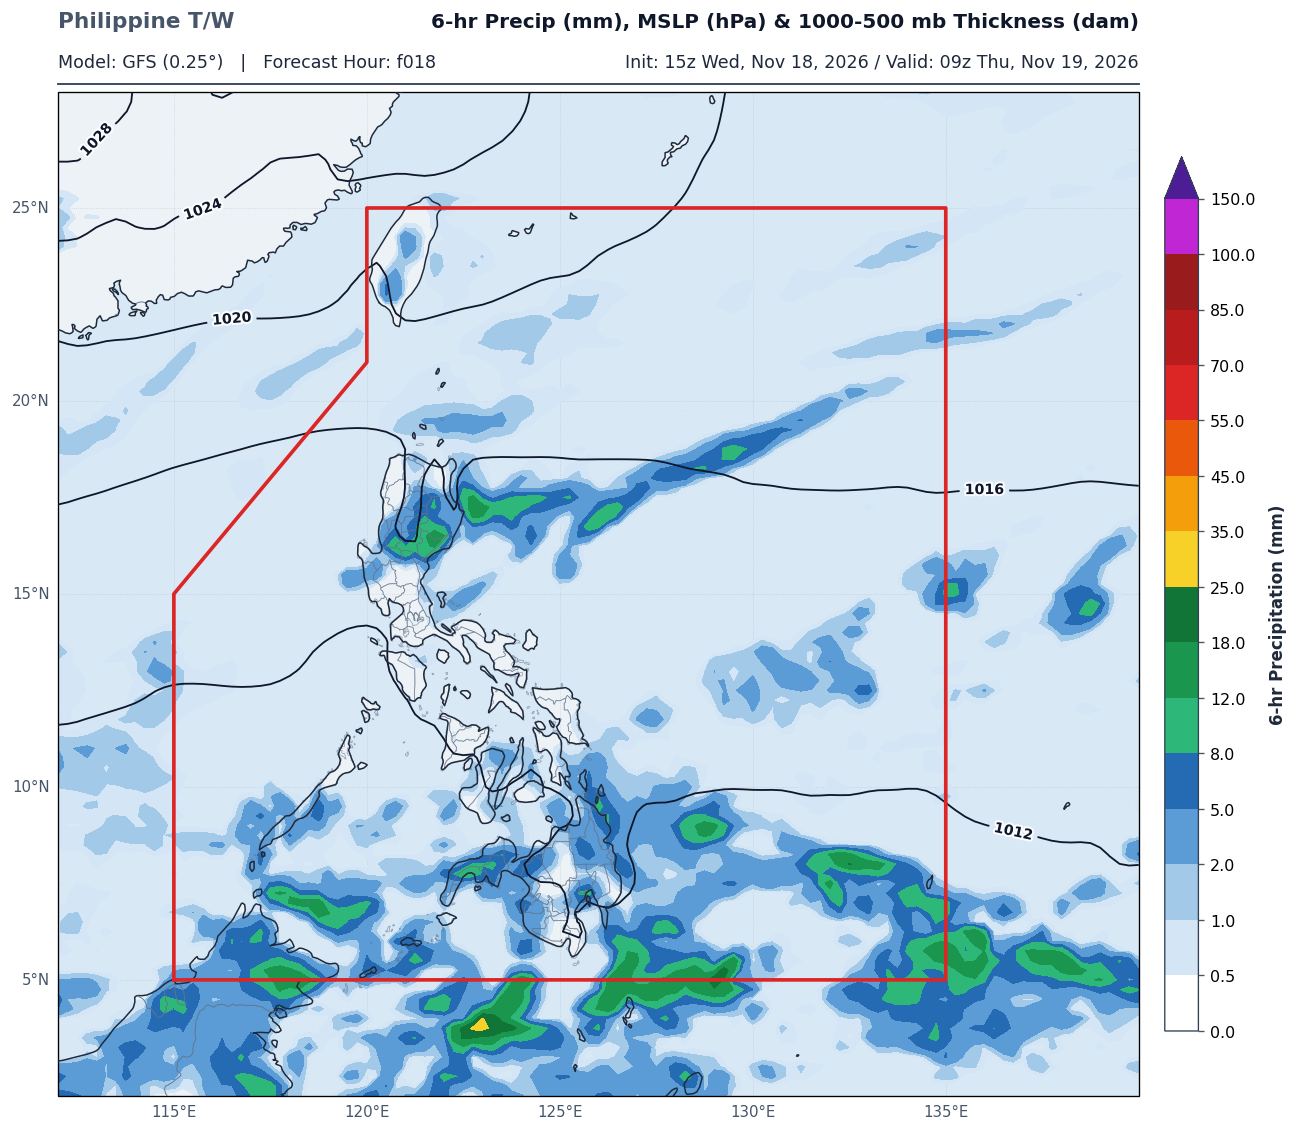 Philippine T/W
6-hr Precip (mm), MSLP (hPa) & 1000-500 mb Thickness (dam)
Model: GFS (0.25°) | Forecast Hour: f018
Init: 15z Wed, Nov 18, 2026 / Valid: 09z Thu, Nov 19, 2026
1028
1024
1020
1016
1012
25°N
20°N
15°N
10°N
5°N
115°E
120°E
125°E
130°E
135°E
150.0
100.0
85.0
70.0
55.0
45.0
35.0
25.0
18.0
12.0
8.0
5.0
2.0
1.0
0.5
0.0
6-hr Precipitation (mm)